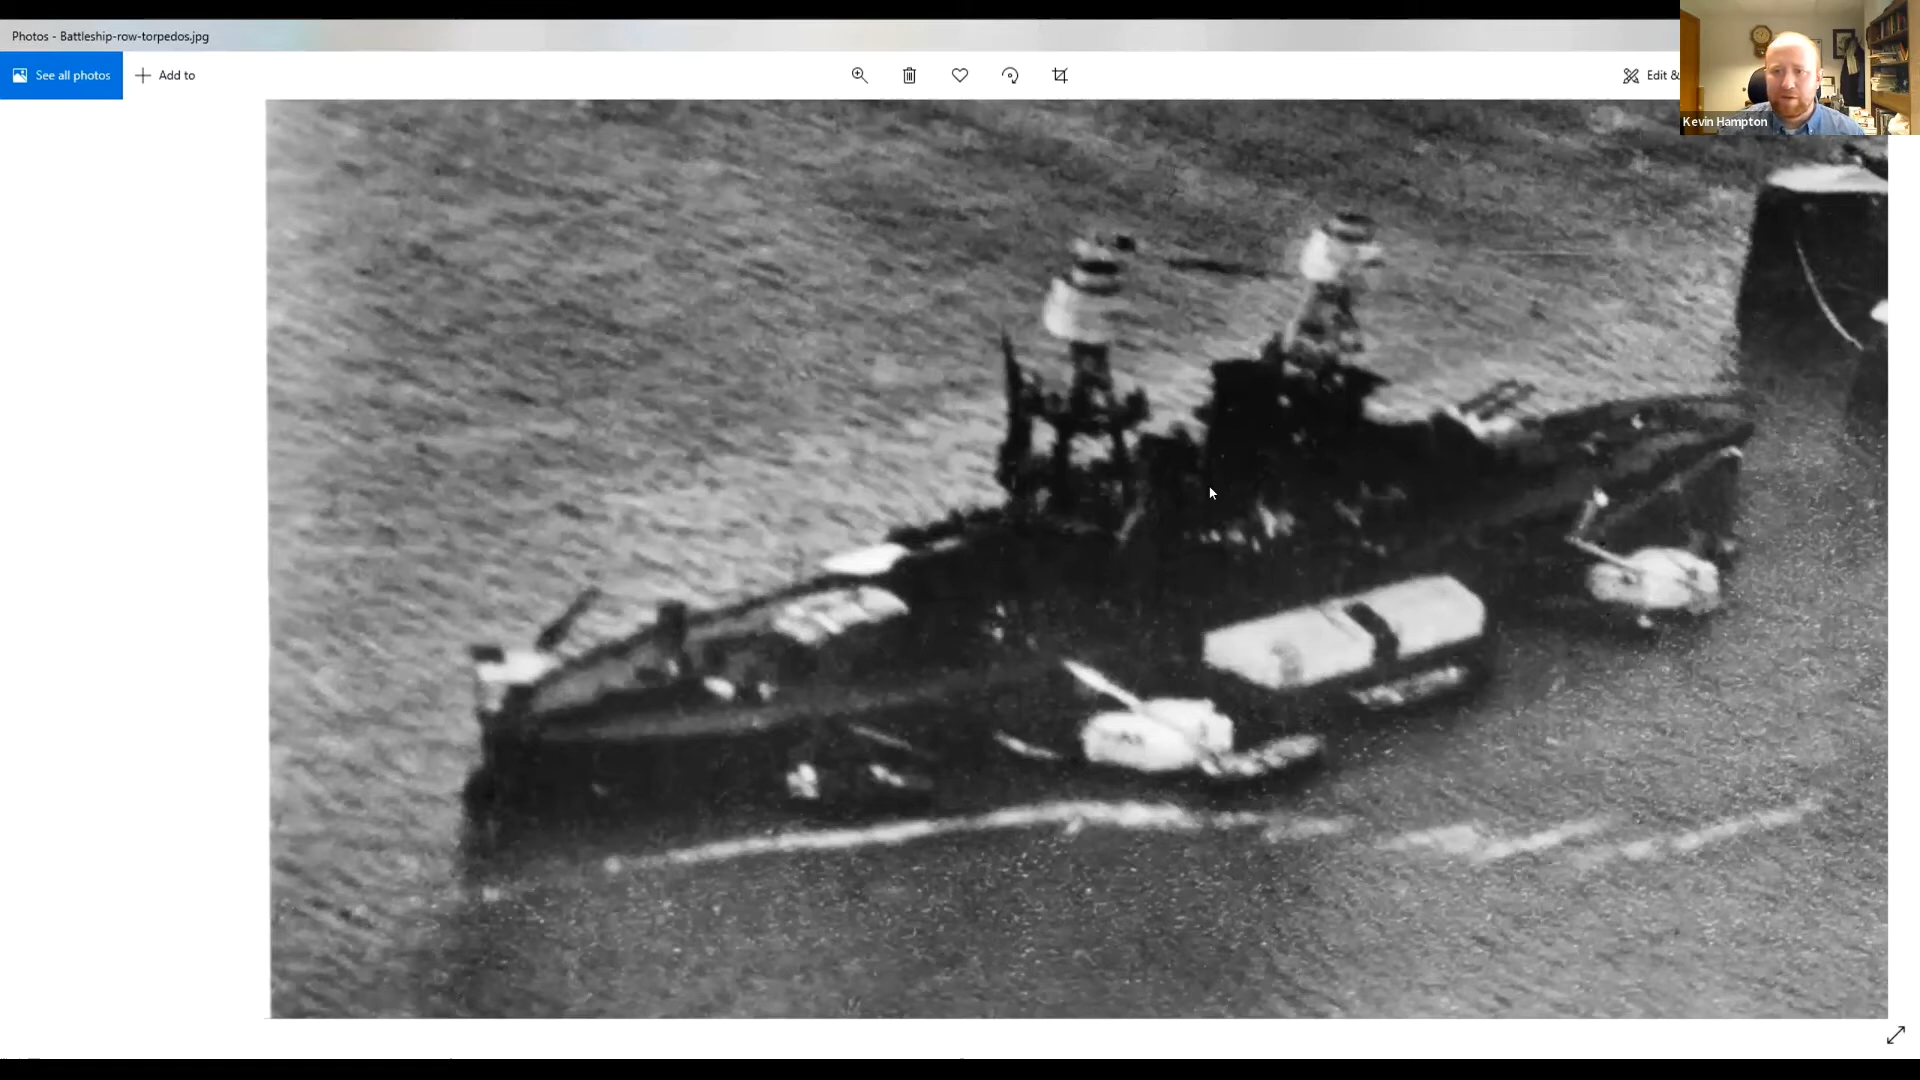 Photos - Battleship-row-torpedos.jpg
See all photos
Add to
Edit &
Kevin Hampton